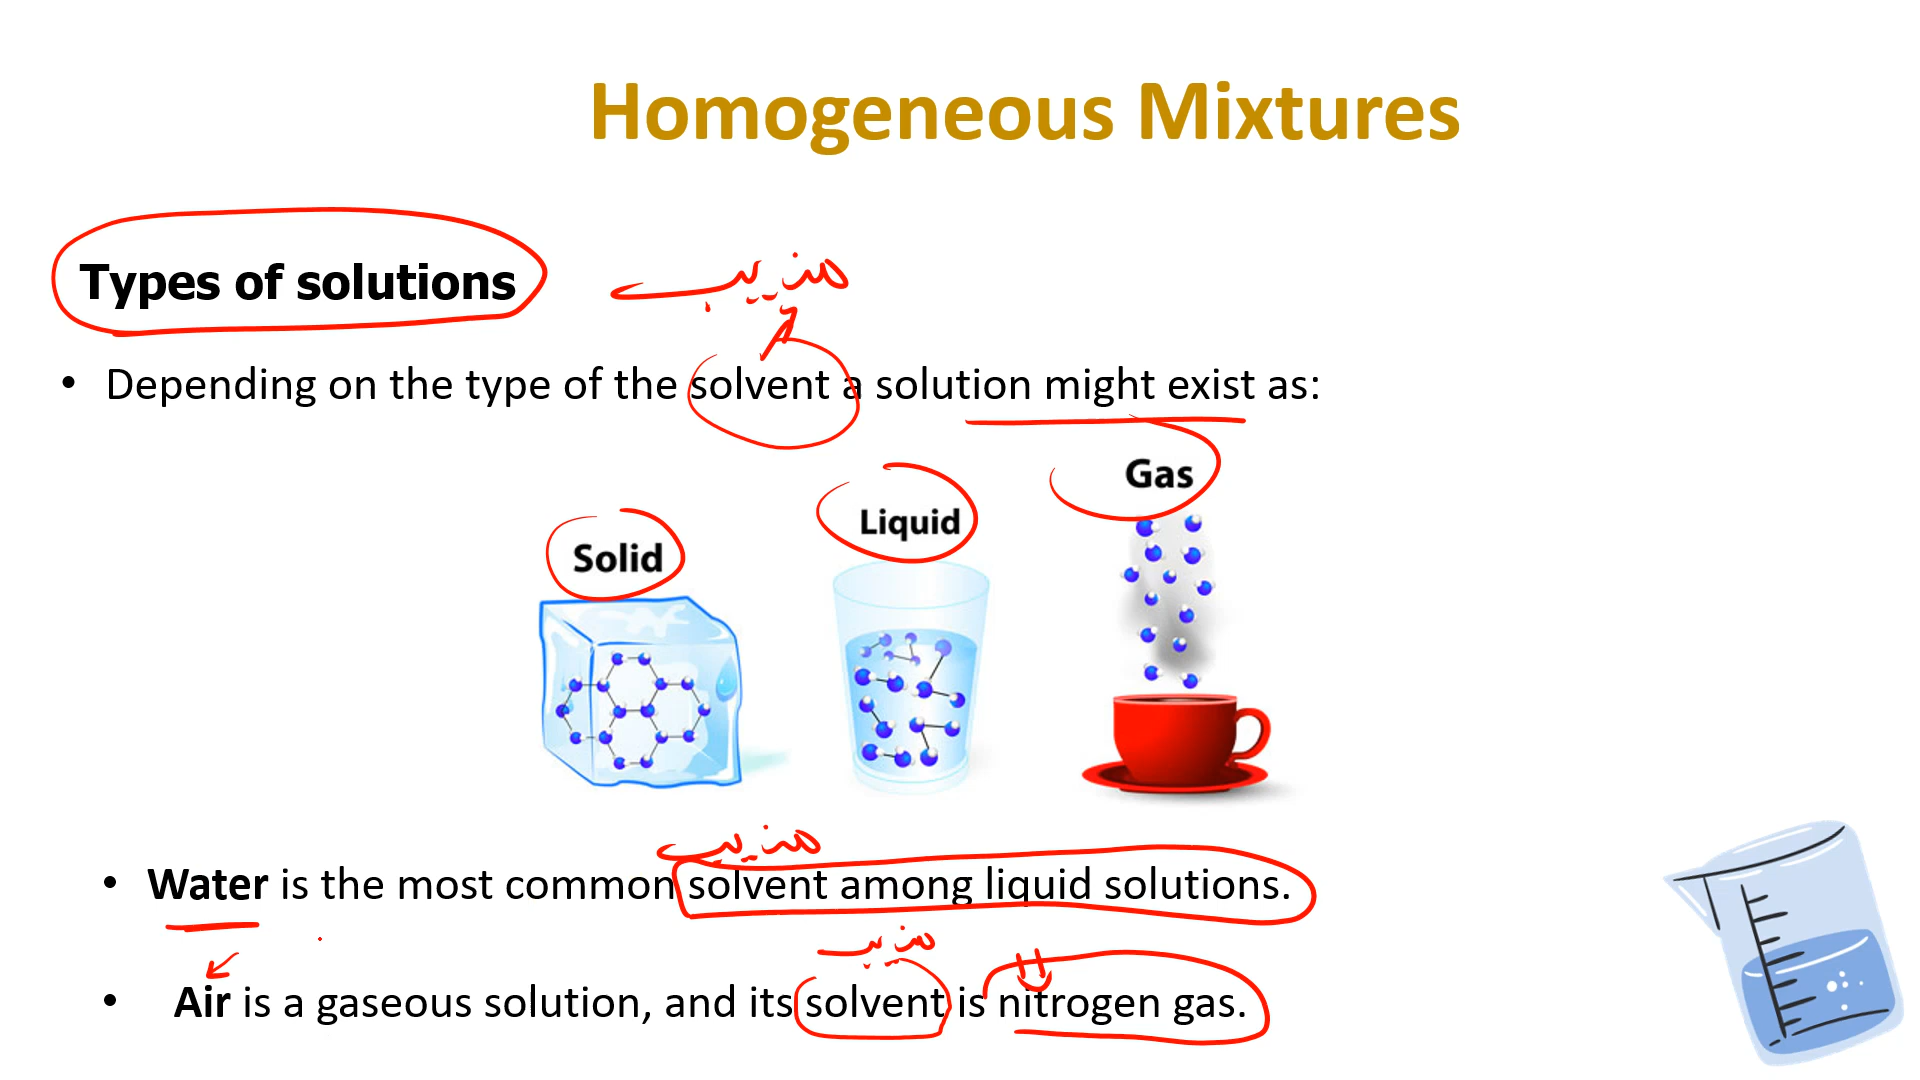 Homogeneous Mixtures
Types of solutions
مذيب
• Depending on the type of the solvent a solution might exist as:
Solid
Liquid
Gas
مذيب
• Water is the most common solvent among liquid solutions.
مذيب
• Air is a gaseous solution, and its solvent is nitrogen gas.